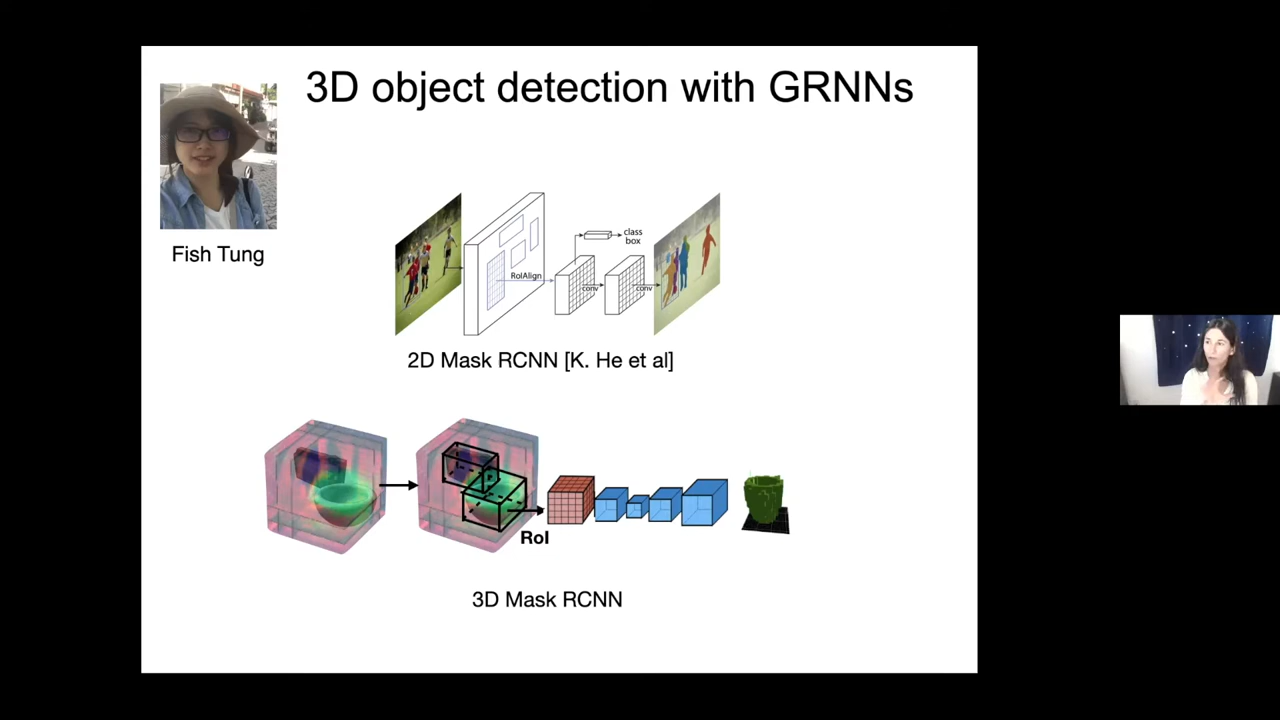 3D object detection with GRNNs
Fish Tung
RoIAlign
class
box
conv
conv
2D Mask RCNN [K. He et al]
RoI
3D Mask RCNN